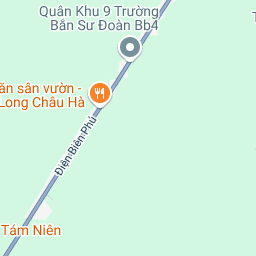 Quân Khu 9 Trường
Bắn Sư Đoàn Bb4
ăn sân vườn -
Long Châu Hà
Điện Biên Phủ
Tám Niên